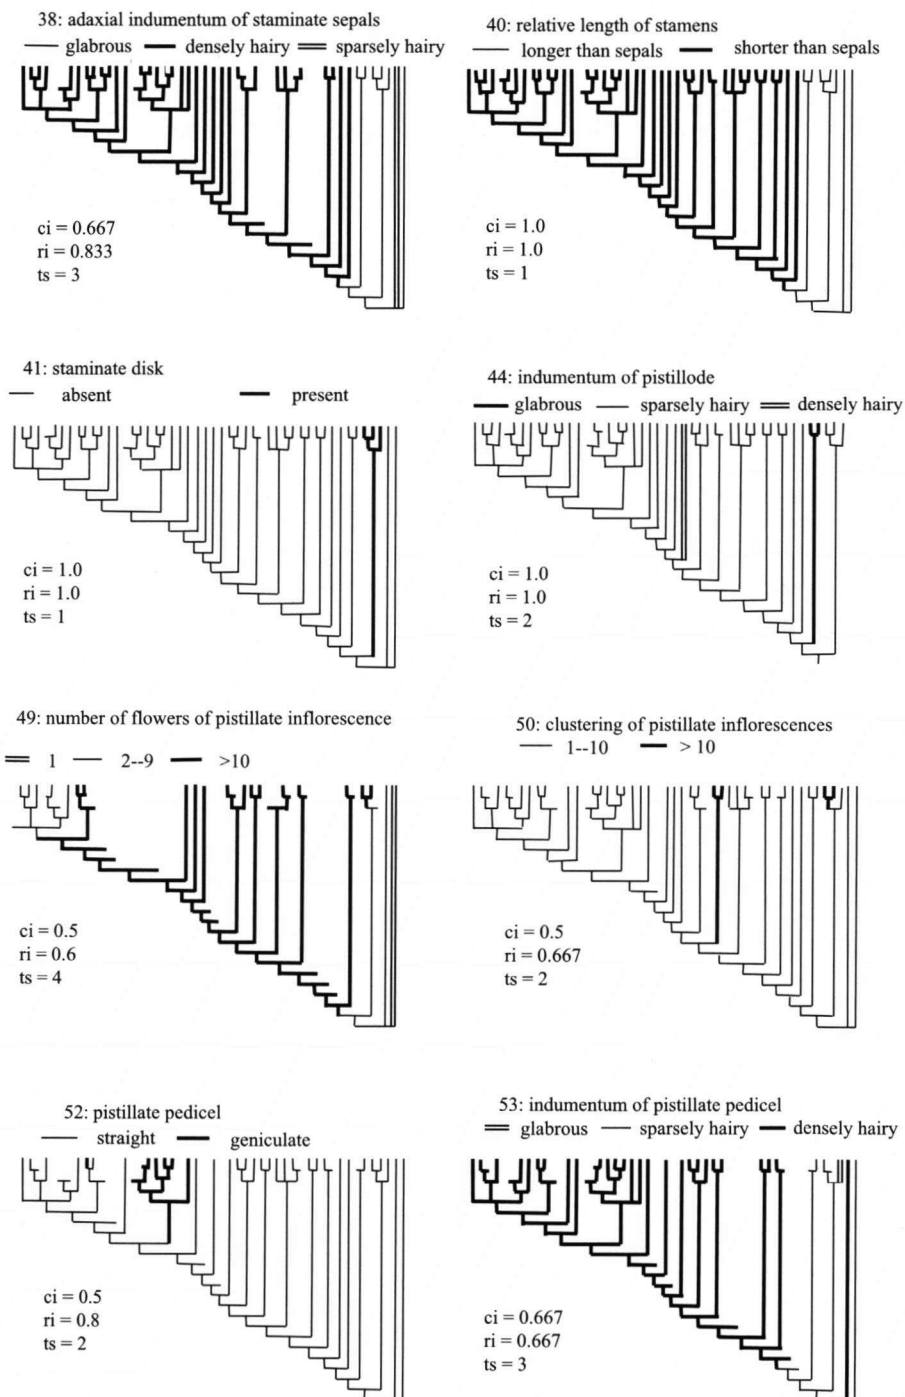 38: adaxial indumentum of staminate sepals
glabrous densely hairy sparsely hairy
ci = 0.667
ri = 0.833
ts = 3
40: relative length of stamens
longer than sepals shorter than sepals
ci = 1.0
ri = 1.0
ts = 1
41: staminate disk
absent present
ci = 1.0
ri = 1.0
ts = 1
44: indumentum of pistillode
glabrous sparsely hairy densely hairy
ci = 1.0
ri = 1.0
ts = 2
49: number of flowers of pistillate inflorescence
1 2--9 >10
ci = 0.5
ri = 0.6
ts = 4
50: clustering of pistillate inflorescences
1--10 > 10
ci = 0.5
ri = 0.667
ts = 2
52: pistillate pedicel
straight geniculate
ci = 0.5
ri = 0.8
ts = 2
53: indumentum of pistillate pedicel
glabrous sparsely hairy densely hairy
ci = 0.667
ri = 0.667
ts = 3